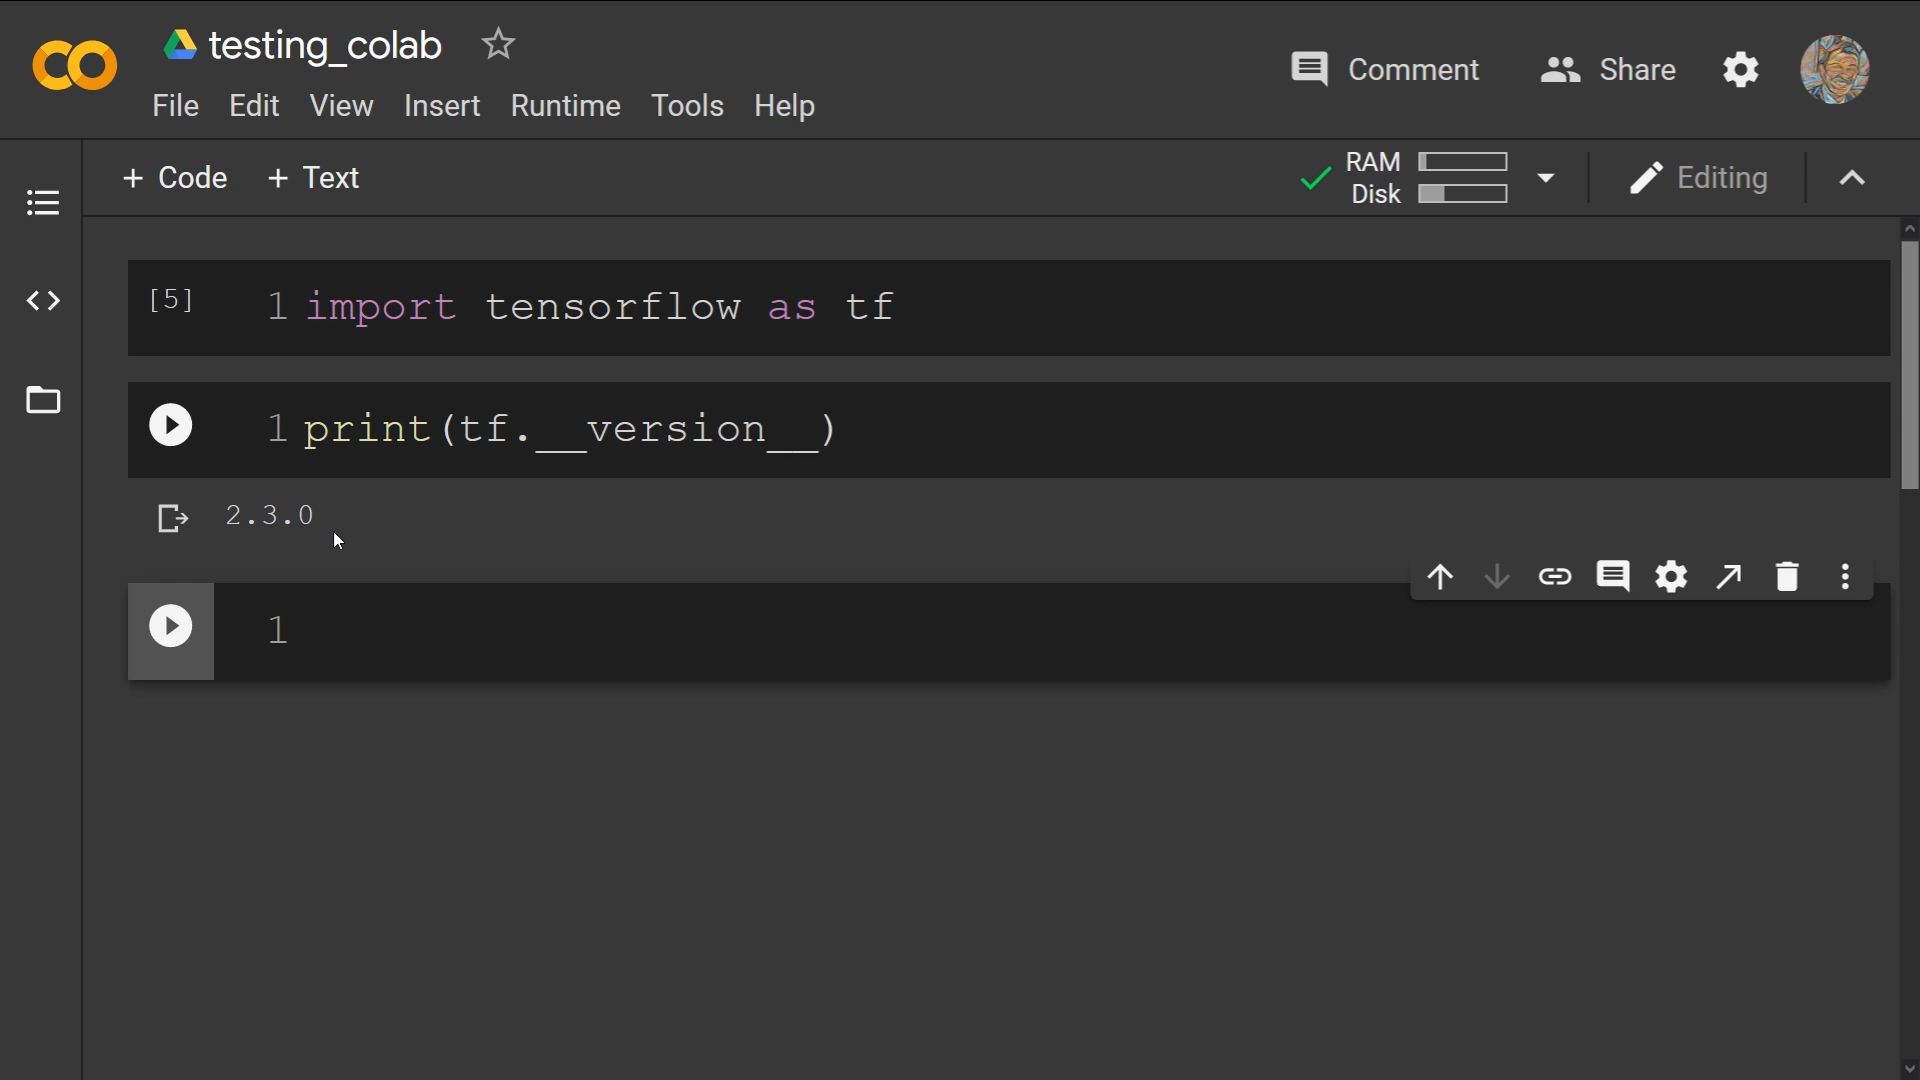 testing_colab
File Edit View Insert Runtime Tools Help
Comment Share
+ Code + Text
RAM
Disk
Editing
[5] 1 import tensorflow as tf
1 print(tf.__version__)
2.3.0
1